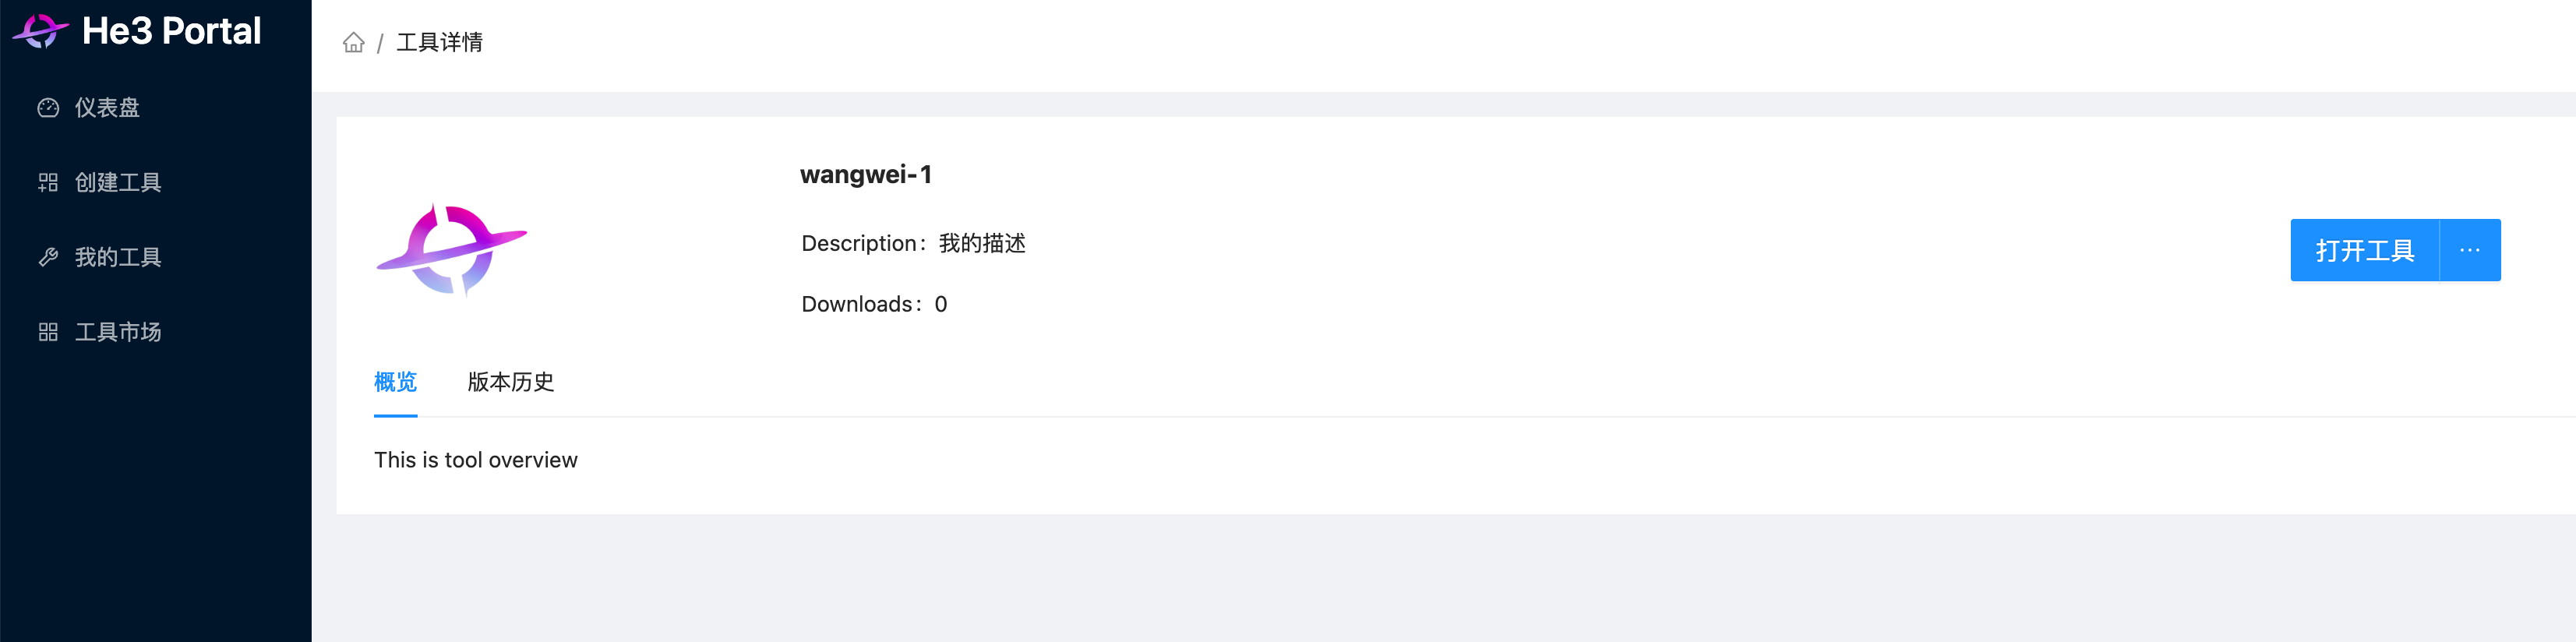 He3 Portal
仪表盘
创建工具
我的工具
工具市场
/ 工具详情
wangwei-1
Description：我的描述
Downloads：0
打开工具 ···
概览 版本历史
This is tool overview